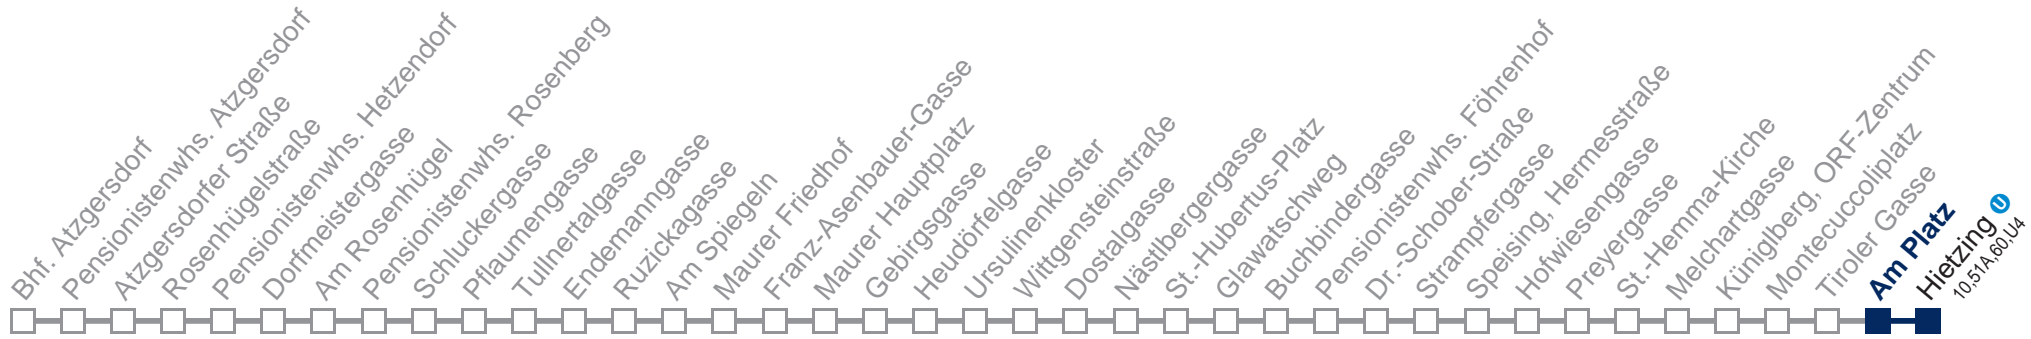 Bhf. Atzgersdorf
Pensionistenwhs. Atzgersdorf
Atzgersdorfer Straße
Rosenhügelstraße
Pensionistenwhs. Hetzendorf
Dorfmeistergasse
Am Rosenhügel
Pensionistenwhs. Rosenberg
Schluckergasse
Pflaumengasse
Tullnertalgasse
Endemanngasse
Ruzickagasse
Am Spiegeln
Maurer Friedhof
Franz-Asenbauer-Gasse
Maurer Hauptplatz
Gebirgsgasse
Heudörfelgasse
Ursulinenkloster
Wittgensteinstraße
Dostalgasse
Nästlbergergasse
St.-Hubertus-Platz
Glawatschweg
Buchbindergasse
Pensionistenwhs. Föhrenhof
Dr.-Schober-Straße
Strampfergasse
Speising, Hermesstraße
Hofwiesengasse
Preyergasse
St.-Hemma-Kirche
Melchartgasse
Küniglberg, ORF-Zentrum
Montecuccoliplatz
Tiroler Gasse
Am Platz
Hietzing U
10,51A,60,U4